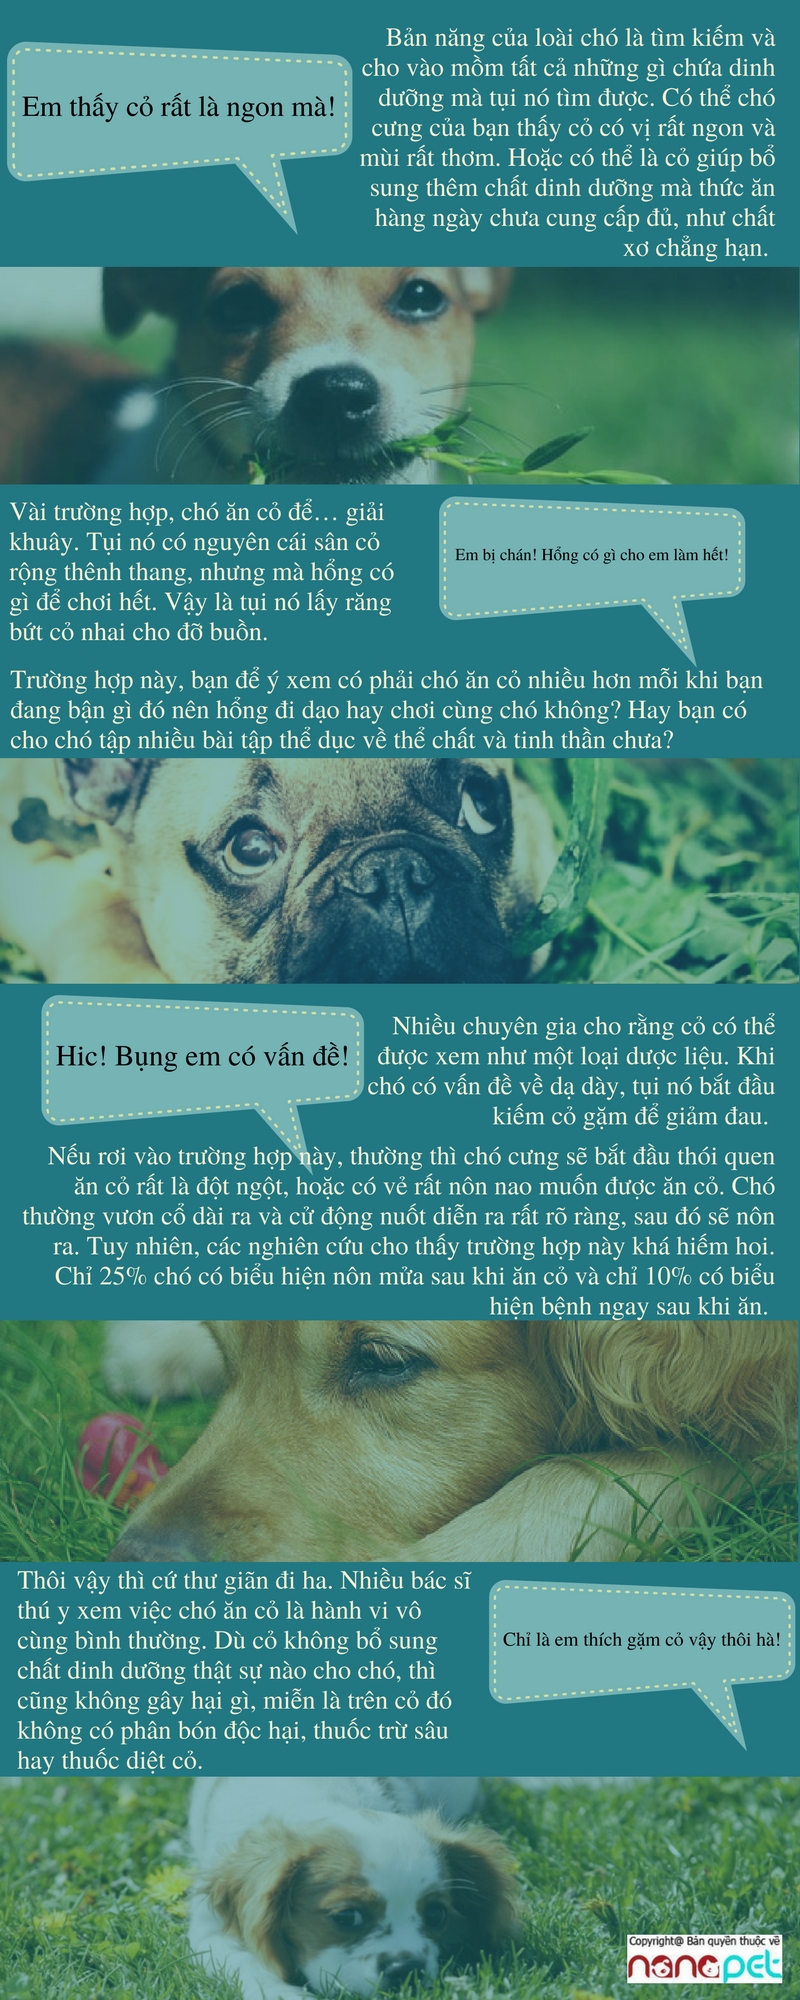 Em thấy cỏ rất là ngon mà!
Bản năng của loài chó là tìm kiếm và
cho vào mồm tất cả những gì chứa dinh
dưỡng mà tụi nó tìm được. Có thể chó
cưng của bạn thấy cỏ có vị rất ngon và
mùi rất thơm. Hoặc có thể là cỏ giúp bổ
sung thêm chất dinh dưỡng mà thức ăn
hàng ngày chưa cung cấp đủ, như chất
xơ chẳng hạn.
Vài trường hợp, chó ăn cỏ để… giải
khuây. Tụi nó có nguyên cái sân cỏ
rộng thênh thang, nhưng mà hổng có
gì để chơi hết. Vậy là tụi nó lấy răng
bứt cỏ nhai cho đỡ buồn.
Em bị chán! Hổng có gì cho em làm hết!
Trường hợp này, bạn để ý xem có phải chó ăn cỏ nhiều hơn mỗi khi bạn
đang bận gì đó nên hổng đi dạo hay chơi cùng chó không? Hay bạn có
cho chó tập nhiều bài tập thể dục về thể chất và tinh thần chưa?
Hic! Bụng em có vấn đề!
Nhiều chuyên gia cho rằng cỏ có thể
được xem như một loại dược liệu. Khi
chó có vấn đề về dạ dày, tụi nó bắt đầu
kiếm cỏ gặm để giảm đau.
Nếu rơi vào trường hợp này, thường thì chó cưng sẽ bắt đầu thói quen
ăn cỏ rất là đột ngột, hoặc có vẻ rất nôn nao muốn được ăn cỏ. Chó
thường vươn cổ dài ra và cử động nuốt diễn ra rất rõ ràng, sau đó sẽ nôn
ra. Tuy nhiên, các nghiên cứu cho thấy trường hợp này khá hiếm hoi.
Chỉ 25% chó có biểu hiện nôn mửa sau khi ăn cỏ và chỉ 10% có biểu
hiện bệnh ngay sau khi ăn.
Thôi vậy thì cứ thư giãn đi ha. Nhiều bác sĩ
thú y xem việc chó ăn cỏ là hành vi vô
cùng bình thường. Dù cỏ không bổ sung
chất dinh dưỡng thật sự nào cho chó, thì
cũng không gây hại gì, miễn là trên cỏ đó
không có phân bón độc hại, thuốc trừ sâu
hay thuốc diệt cỏ.
Chỉ là em thích gặm cỏ vậy thôi hà!
Copyright@ Bản quyền thuộc về
nanapet